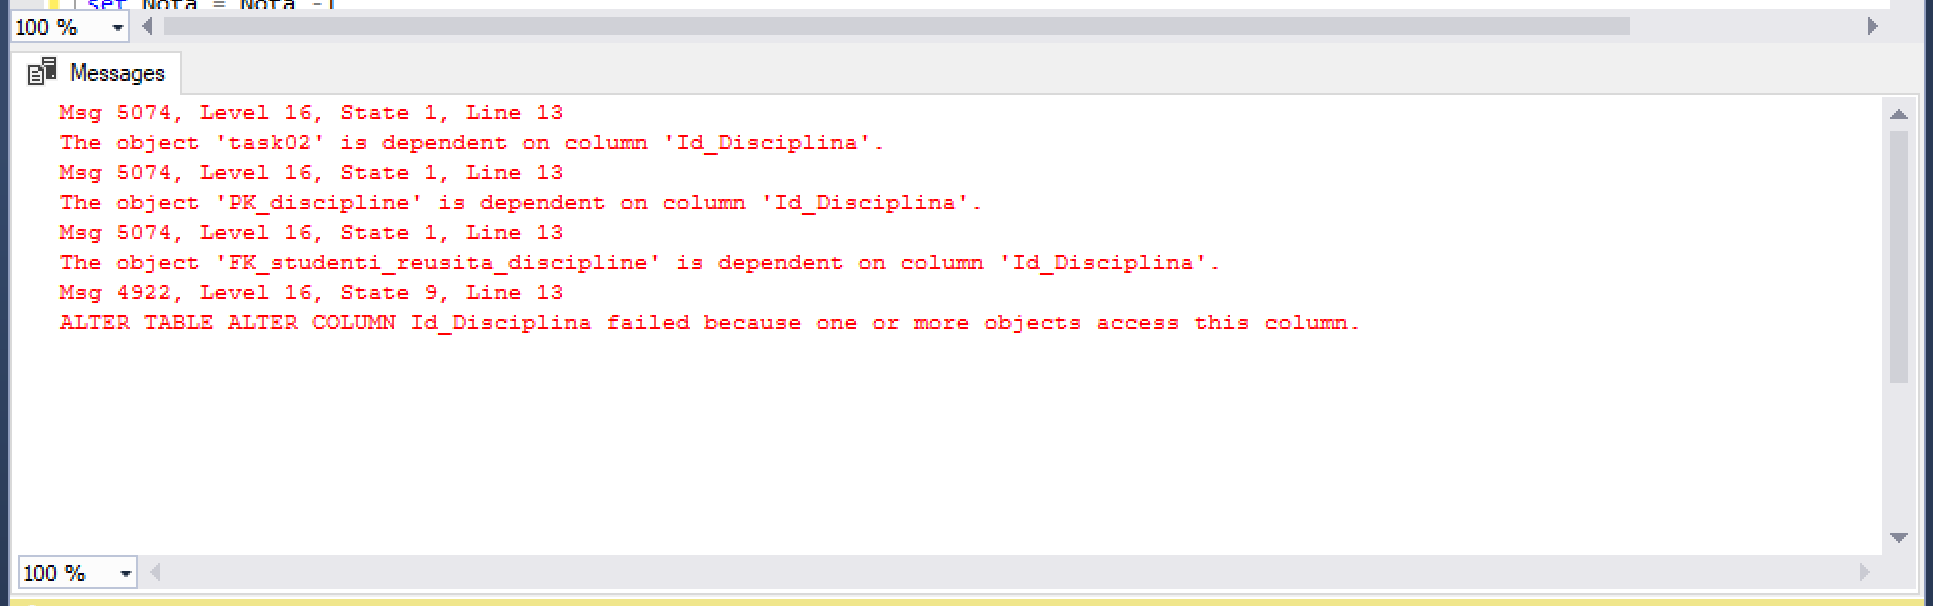 set Nota = Nota -1
100 %
Messages
Msg 5074, Level 16, State 1, Line 13
The object 'task02' is dependent on column 'Id_Disciplina'.
Msg 5074, Level 16, State 1, Line 13
The object 'PK_discipline' is dependent on column 'Id_Disciplina'.
Msg 5074, Level 16, State 1, Line 13
The object 'FK_studenti_reusita_discipline' is dependent on column 'Id_Disciplina'.
Msg 4922, Level 16, State 9, Line 13
ALTER TABLE ALTER COLUMN Id_Disciplina failed because one or more objects access this column.
100 %